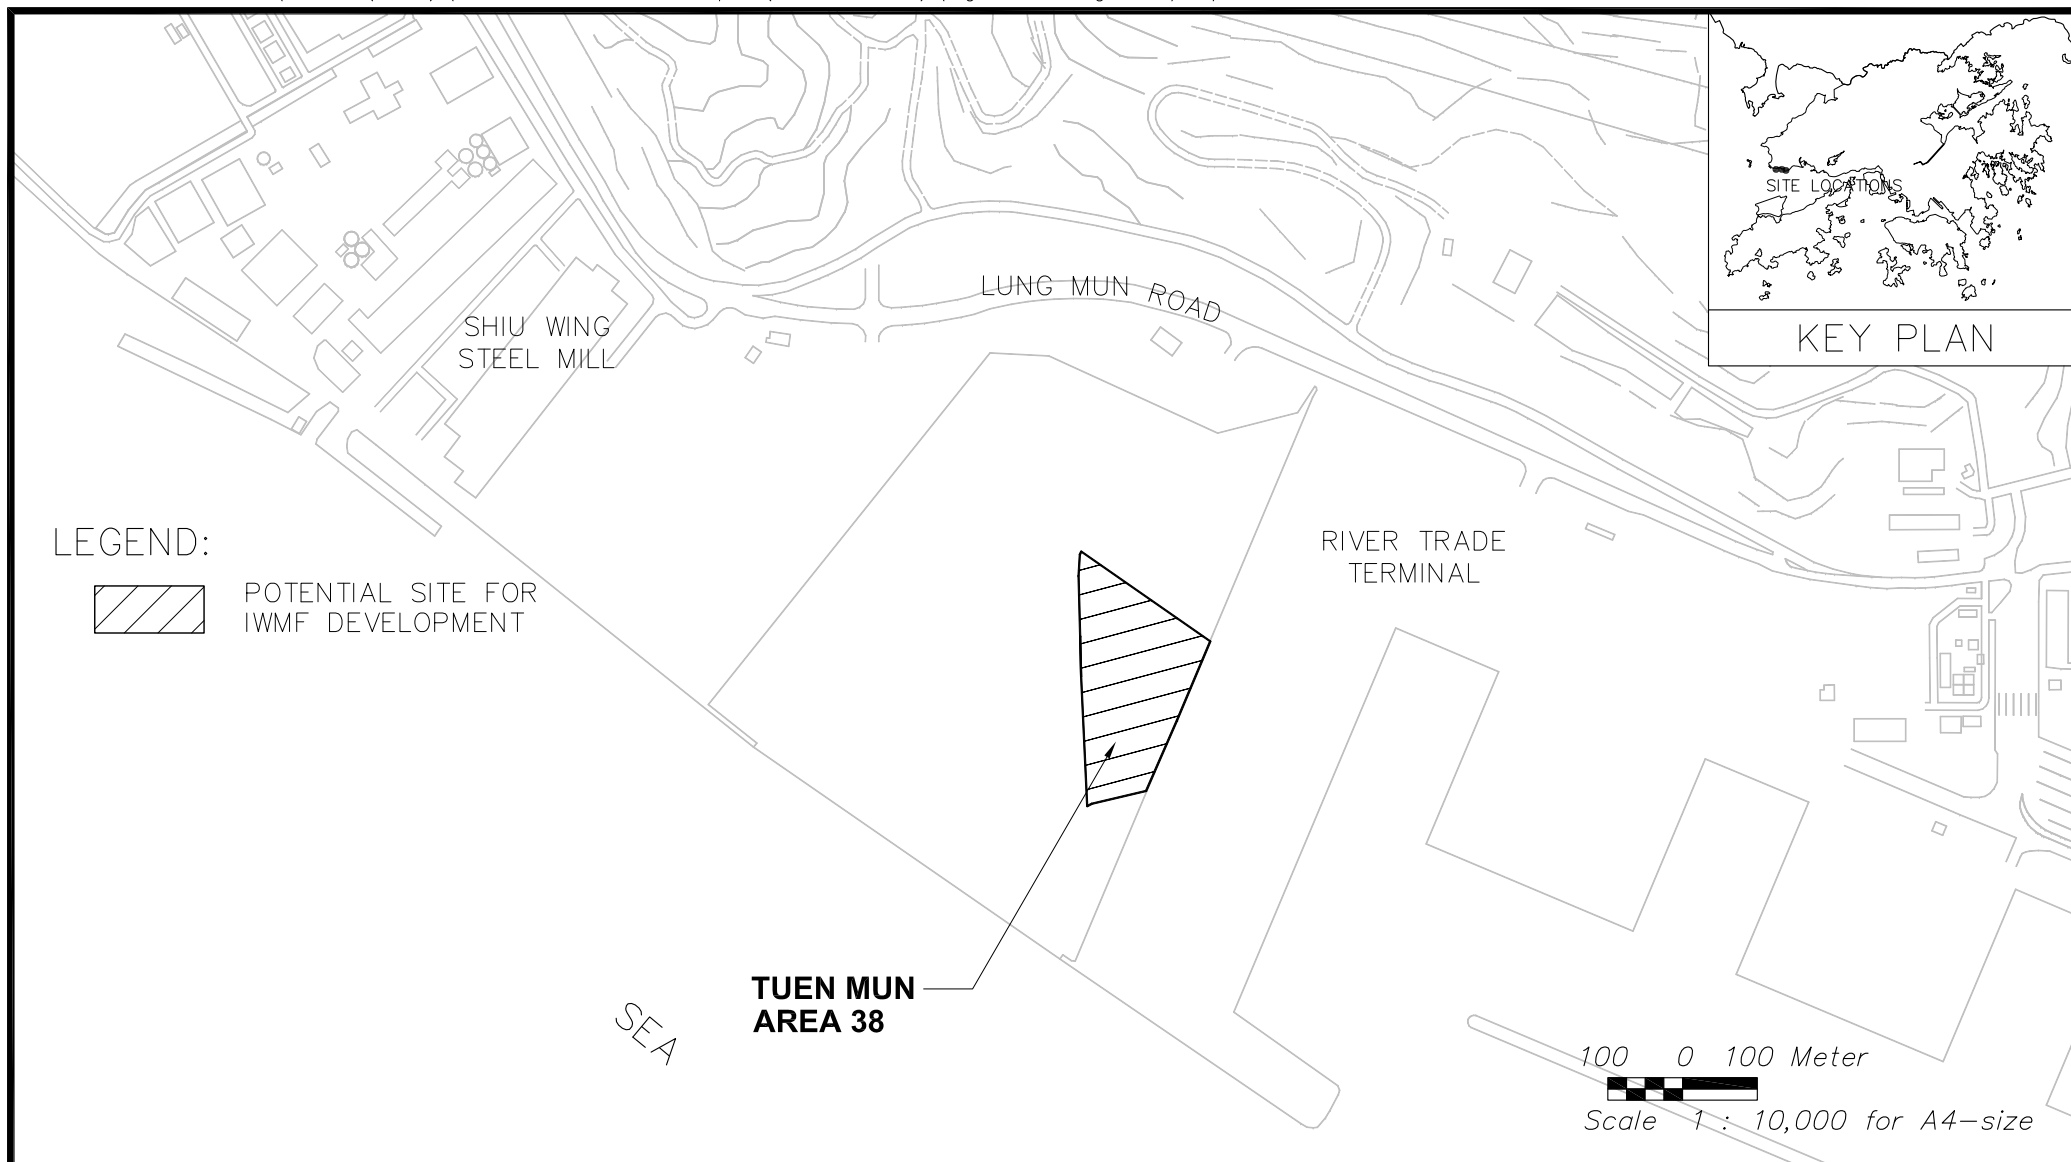 SITE LOCATIONS
KEY PLAN
LUNG MUN ROAD
SHIU WING
STEEL MILL
LEGEND:
POTENTIAL SITE FOR
IWMF DEVELOPMENT
RIVER TRADE
TERMINAL
TUEN MUN
AREA 38
SEA
100 0 100 Meter
Scale 1 : 10,000 for A4-size